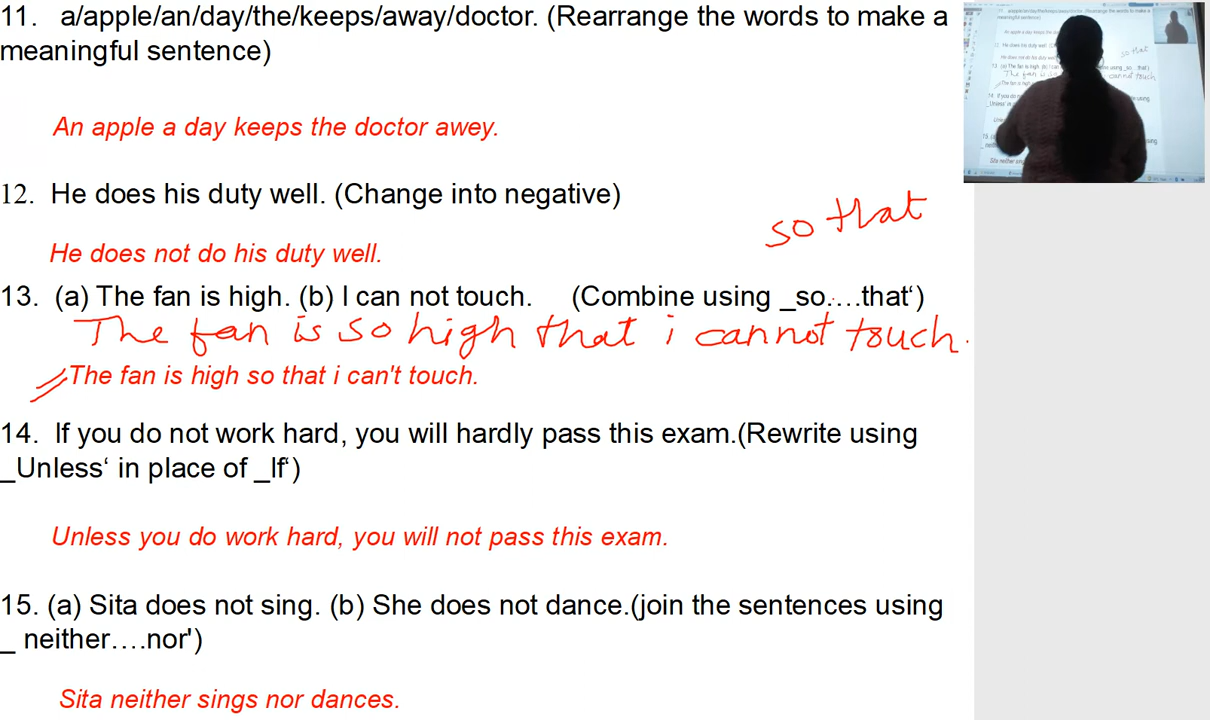 11. a/apple/an/day/the/keeps/away/doctor. (Rearrange the words to make a
meaningful sentence)
An apple a day keeps the doctor awey.
12. He does his duty well. (Change into negative)
so that
He does not do his duty well.
13. (a) The fan is high. (b) I can not touch. (Combine using _so....that‘)
The fan is so high that i cannot touch.
The fan is high so that i can't touch.
14. If you do not work hard, you will hardly pass this exam.(Rewrite using
_Unless‘ in place of _If‘)
Unless you do work hard, you will not pass this exam.
15. (a) Sita does not sing. (b) She does not dance.(join the sentences using
_ neither....nor')
Sita neither sings nor dances.